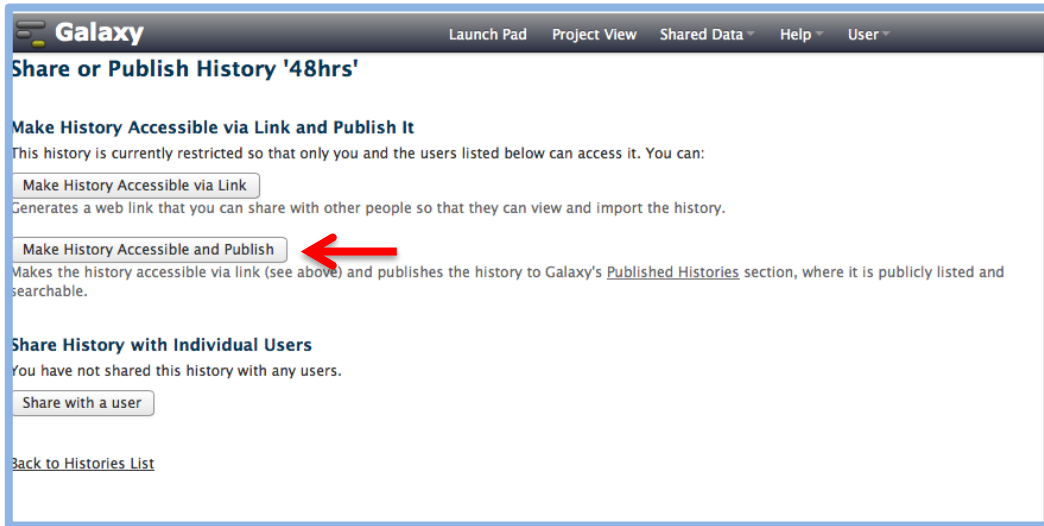 Galaxy Launch Pad Project View Shared Data Help User
Share or Publish History '48hrs'
Make History Accessible via Link and Publish It
This history is currently restricted so that only you and the users listed below can access it. You can:
Make History Accessible via Link
Generates a web link that you can share with other people so that they can view and import the history.
Make History Accessible and Publish
Makes the history accessible via link (see above) and publishes the history to Galaxy's Published Histories section, where it is publicly listed and
searchable.
Share History with Individual Users
You have not shared this history with any users.
Share with a user
Back to Histories List